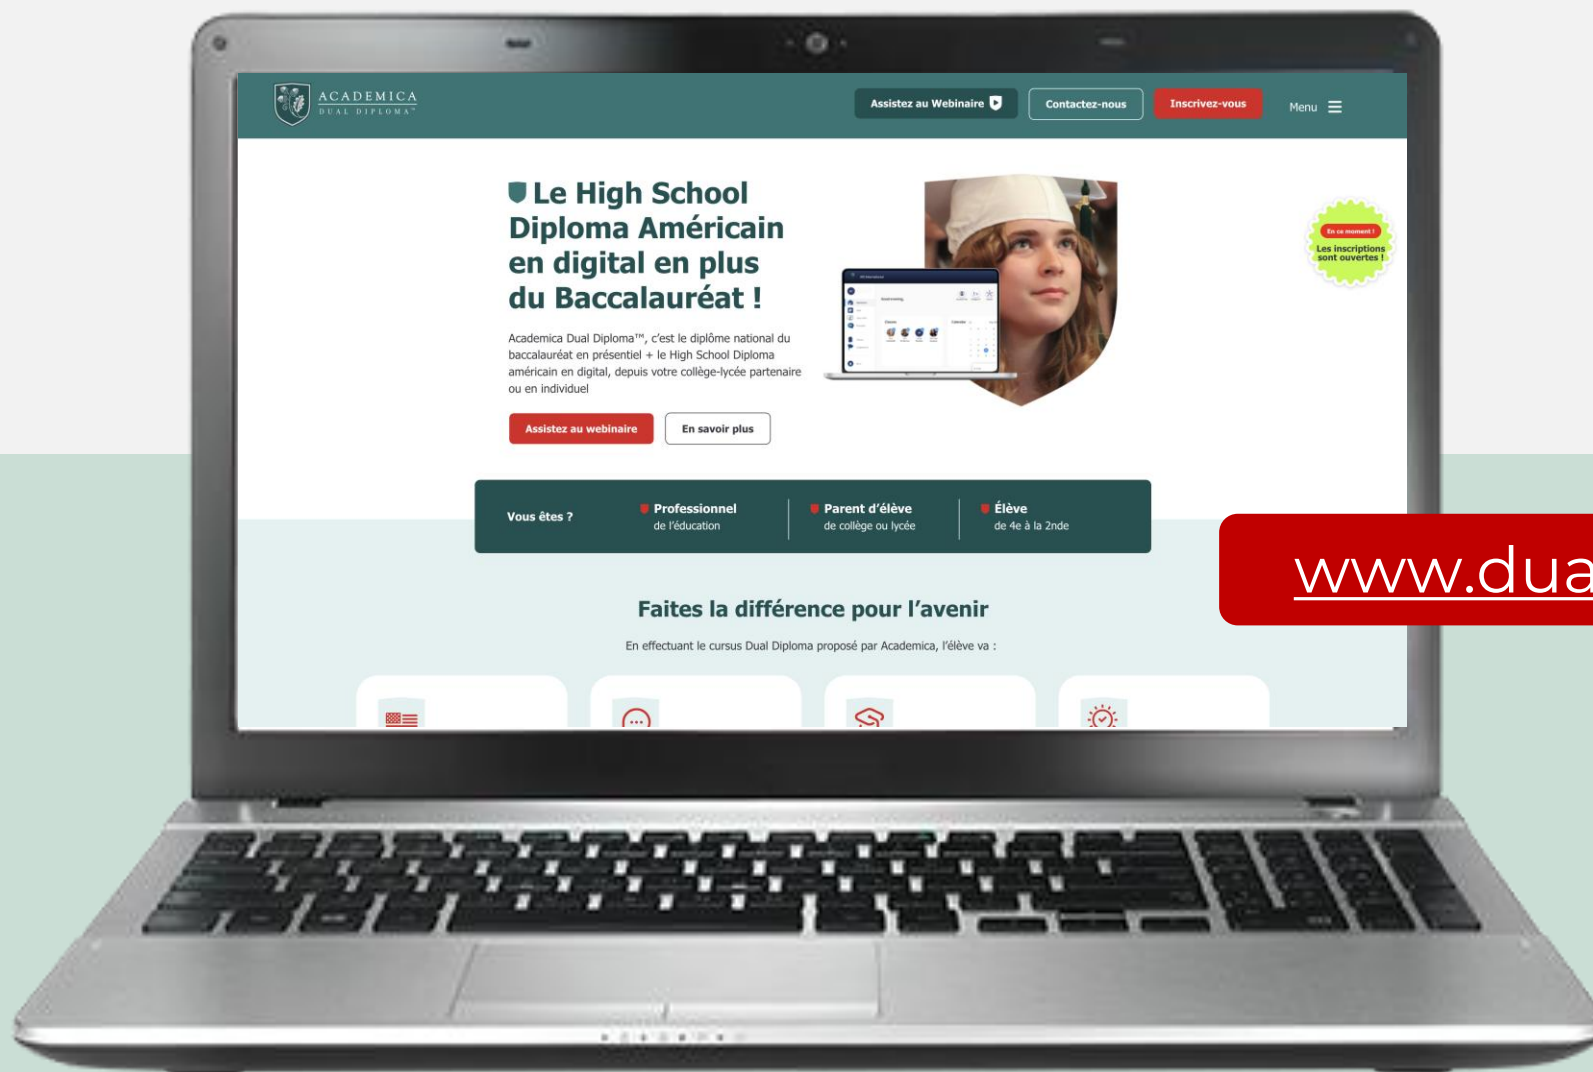 ACADEMICA
DUAL DIPLOMA™
Assistez au Webinaire
Contactez-nous
Inscrivez-vous
Menu
Le High School
Diploma Américain
en digital en plus
du Baccalauréat !
Academica Dual Diploma™, c’est le diplôme national du
baccalauréat en présentiel + le High School Diploma
américain en digital, depuis votre collège-lycée partenaire
ou en individuel
Assistez au webinaire
En savoir plus
En ce moment !
Les inscriptions
sont ouvertes !
Vous êtes ?
Professionnel
de l’éducation
Parent d’élève
de collège ou lycée
Élève
de 4e à la 2nde
www.dua
Faites la différence pour l’avenir
En effectuant le cursus Dual Diploma proposé par Academica, l’élève va :